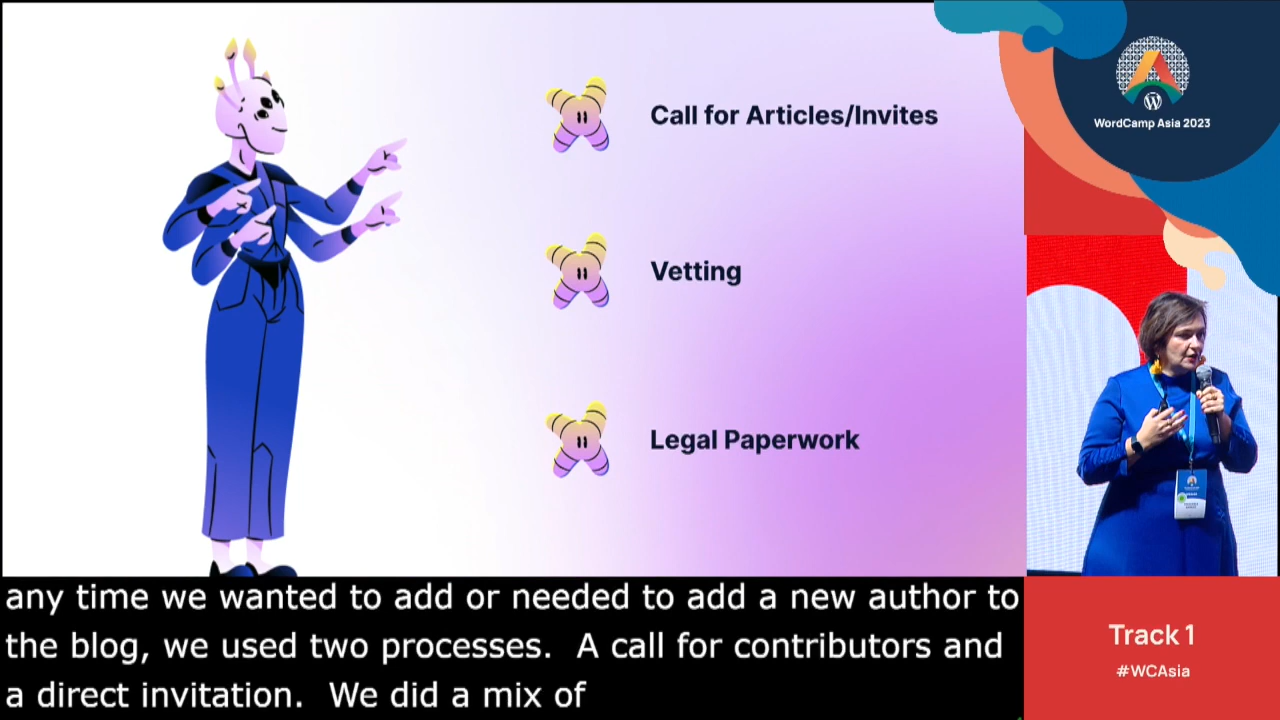 Call for Articles/Invites
Vetting
Legal Paperwork
WordCamp Asia 2023
any time we wanted to add or needed to add a new author to
the blog, we used two processes.  A call for contributors and
a direct invitation.  We did a mix of
Track 1
#WCAsia